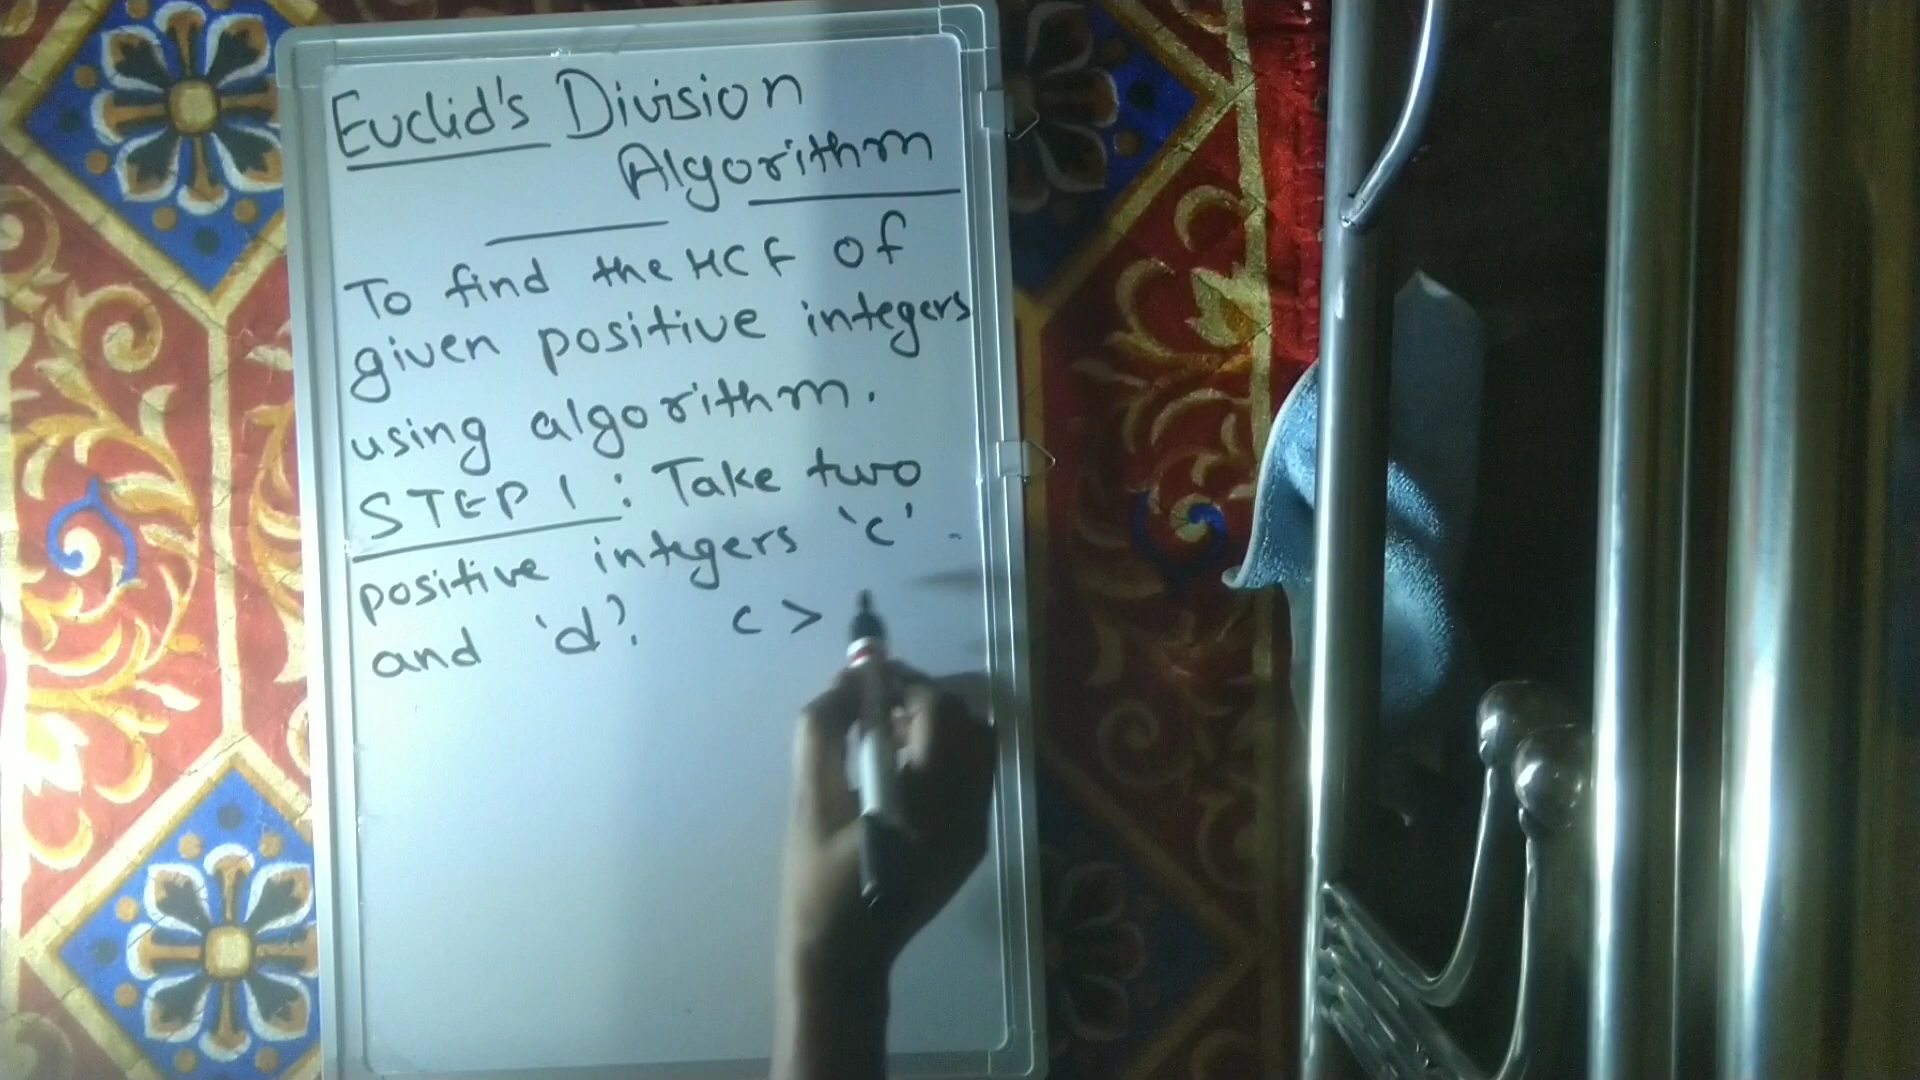 Euclid's Division
Algorithm
To find the HCF of
given positive integers
using algorithm.
STEP 1 : Take two
positive integers 'c'
and 'd'. c >